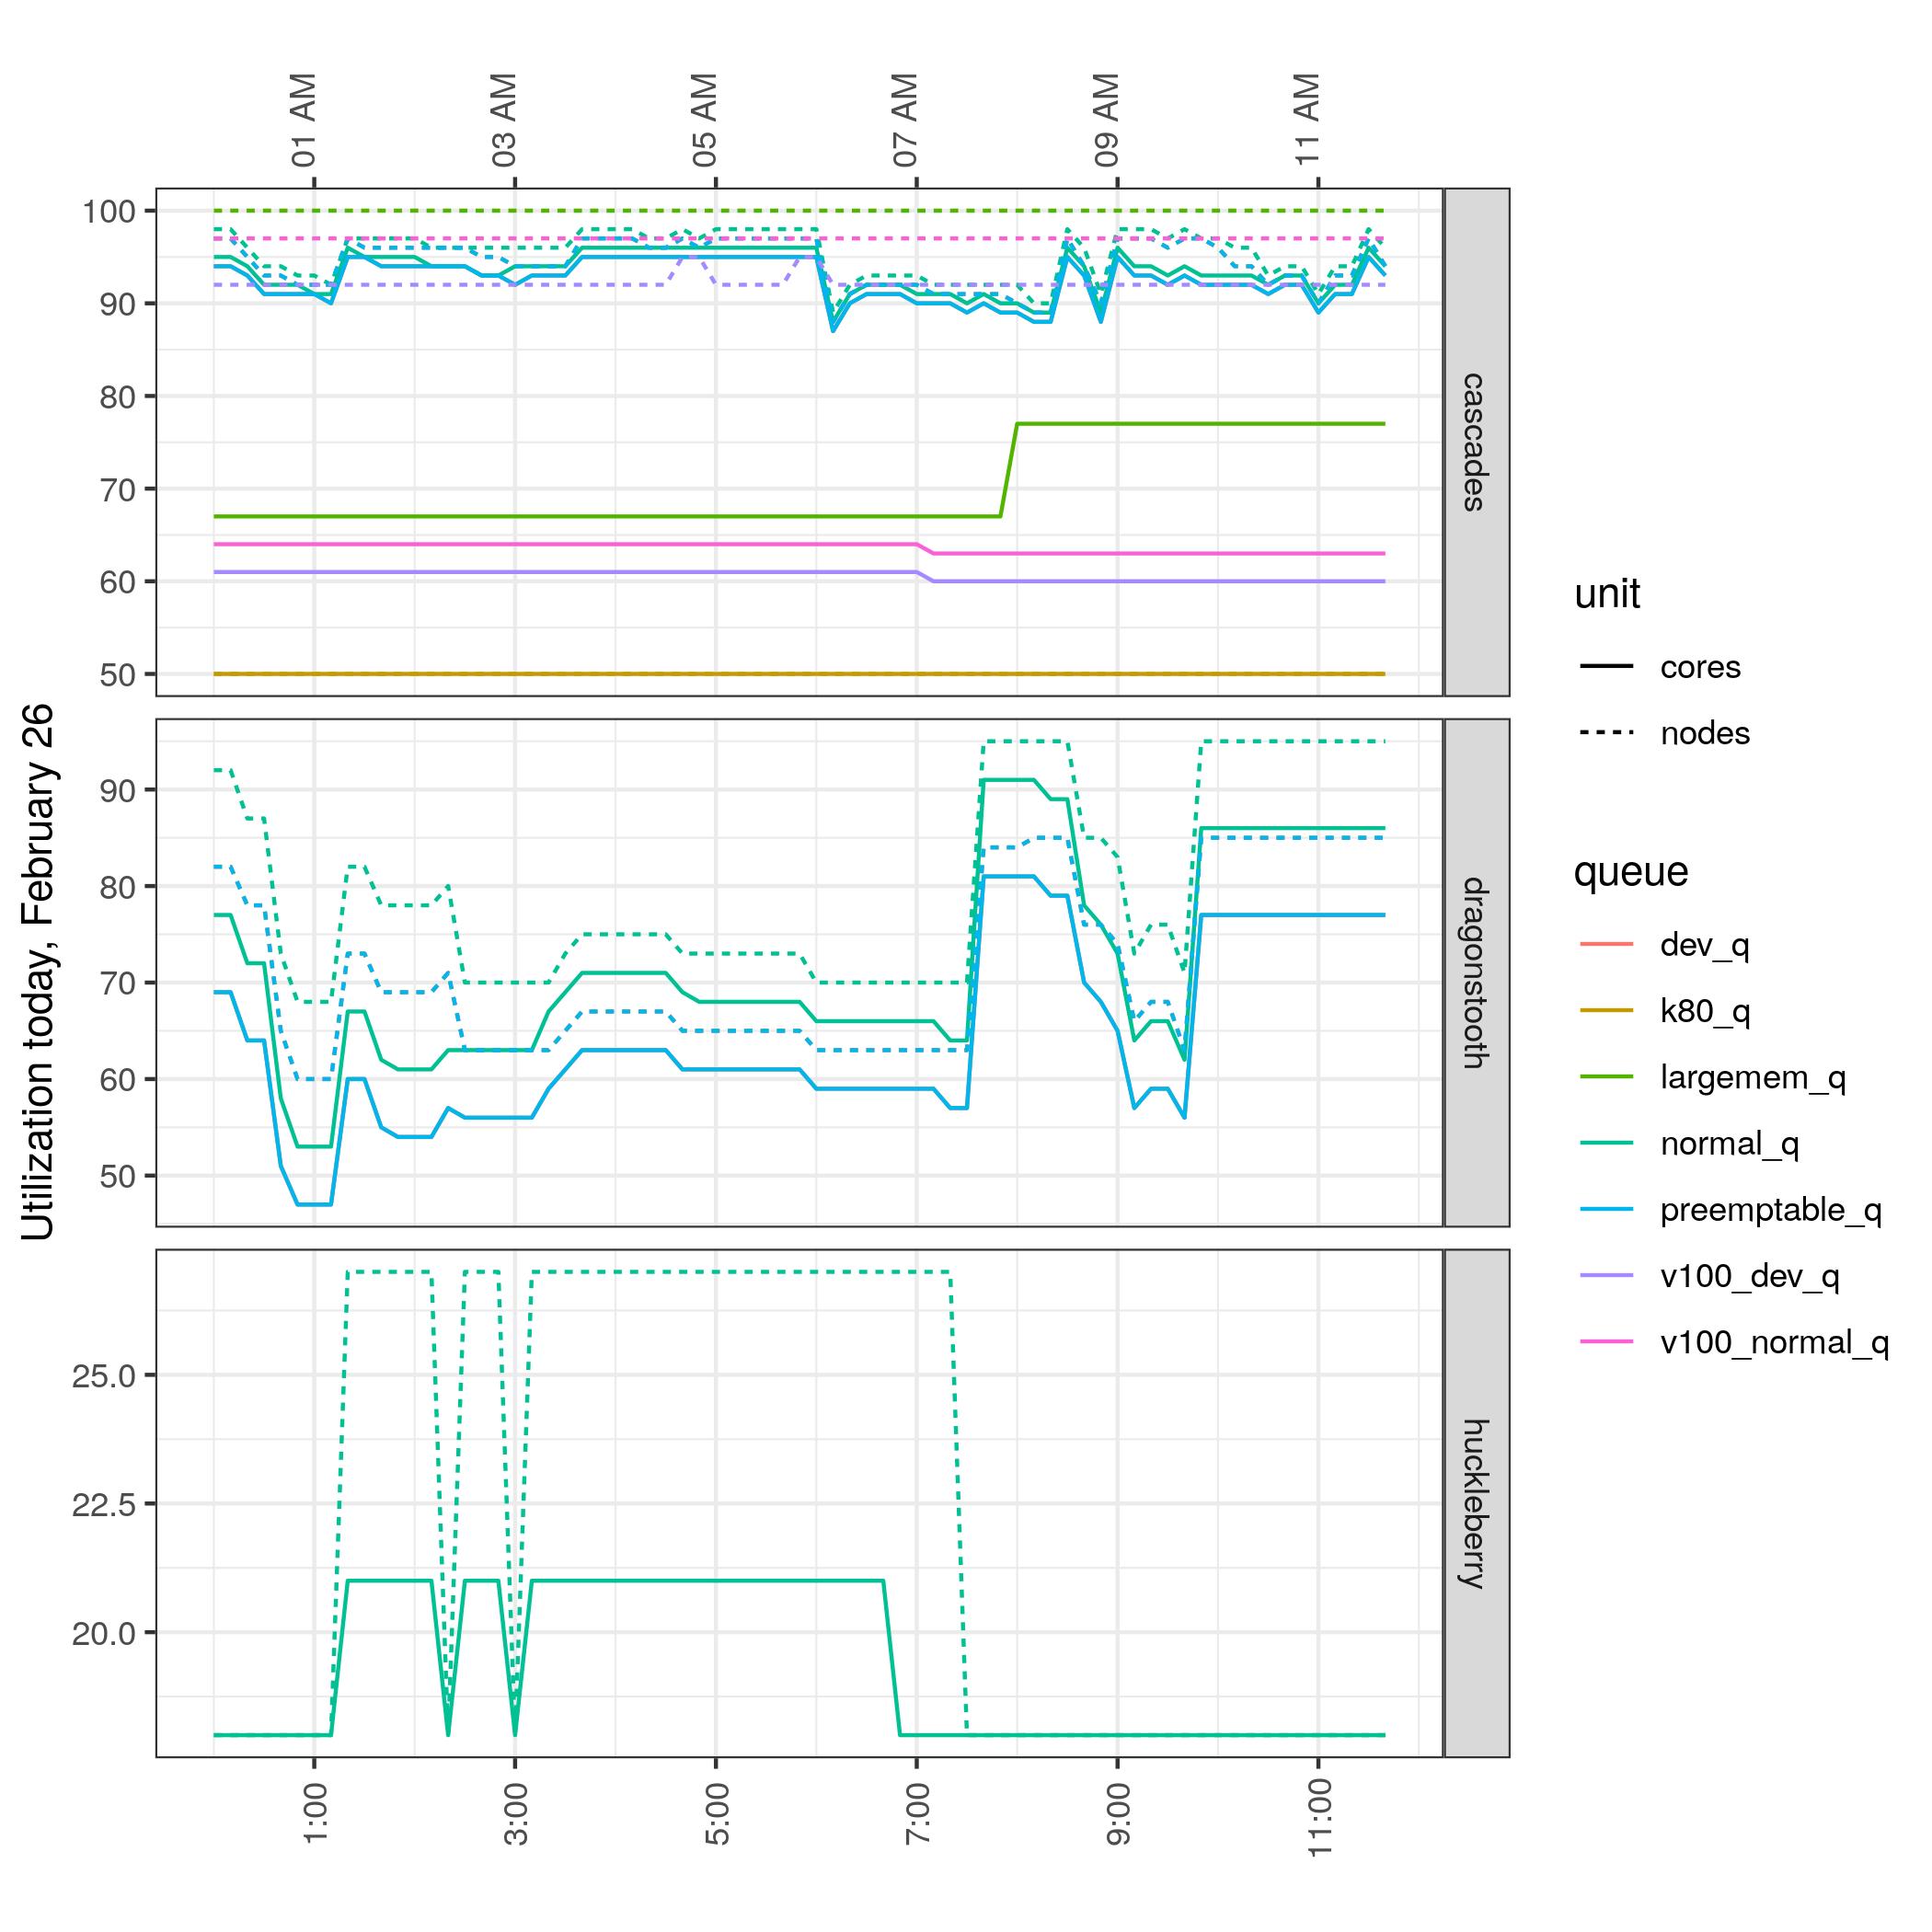 01 AM
03 AM
05 AM
07 AM
09 AM
11 AM
100
90
80
70
60
50
cascades
90
80
70
60
50
dragonstooth
25.0
22.5
20.0
huckleberry
1:00
3:00
5:00
7:00
9:00
11:00
Utilization today, February 26
unit
cores
nodes
queue
dev_q
k80_q
largemem_q
normal_q
preemptable_q
v100_dev_q
v100_normal_q